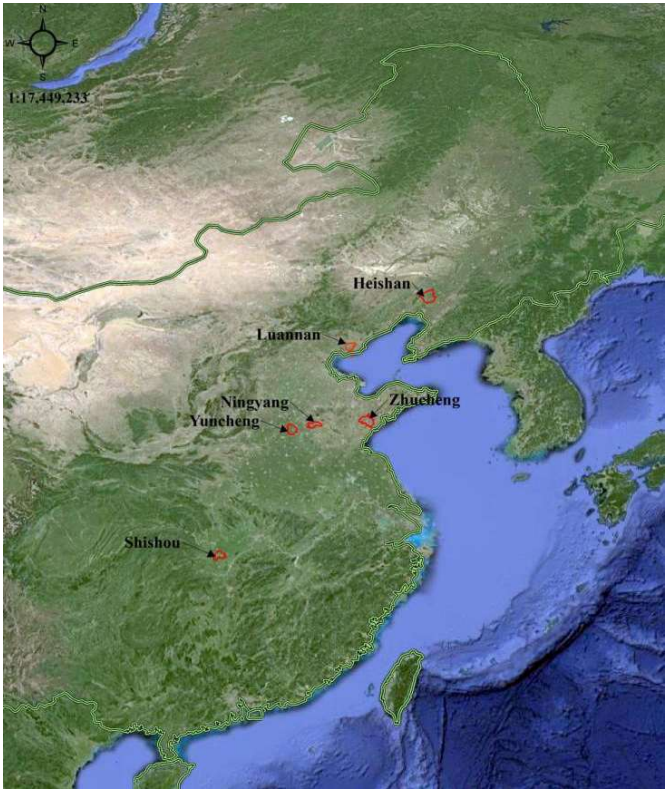 N
W E
S
1:17,449,233
Heishan
Luannan
Ningyang
Zhucheng
Yuncheng
Shishou